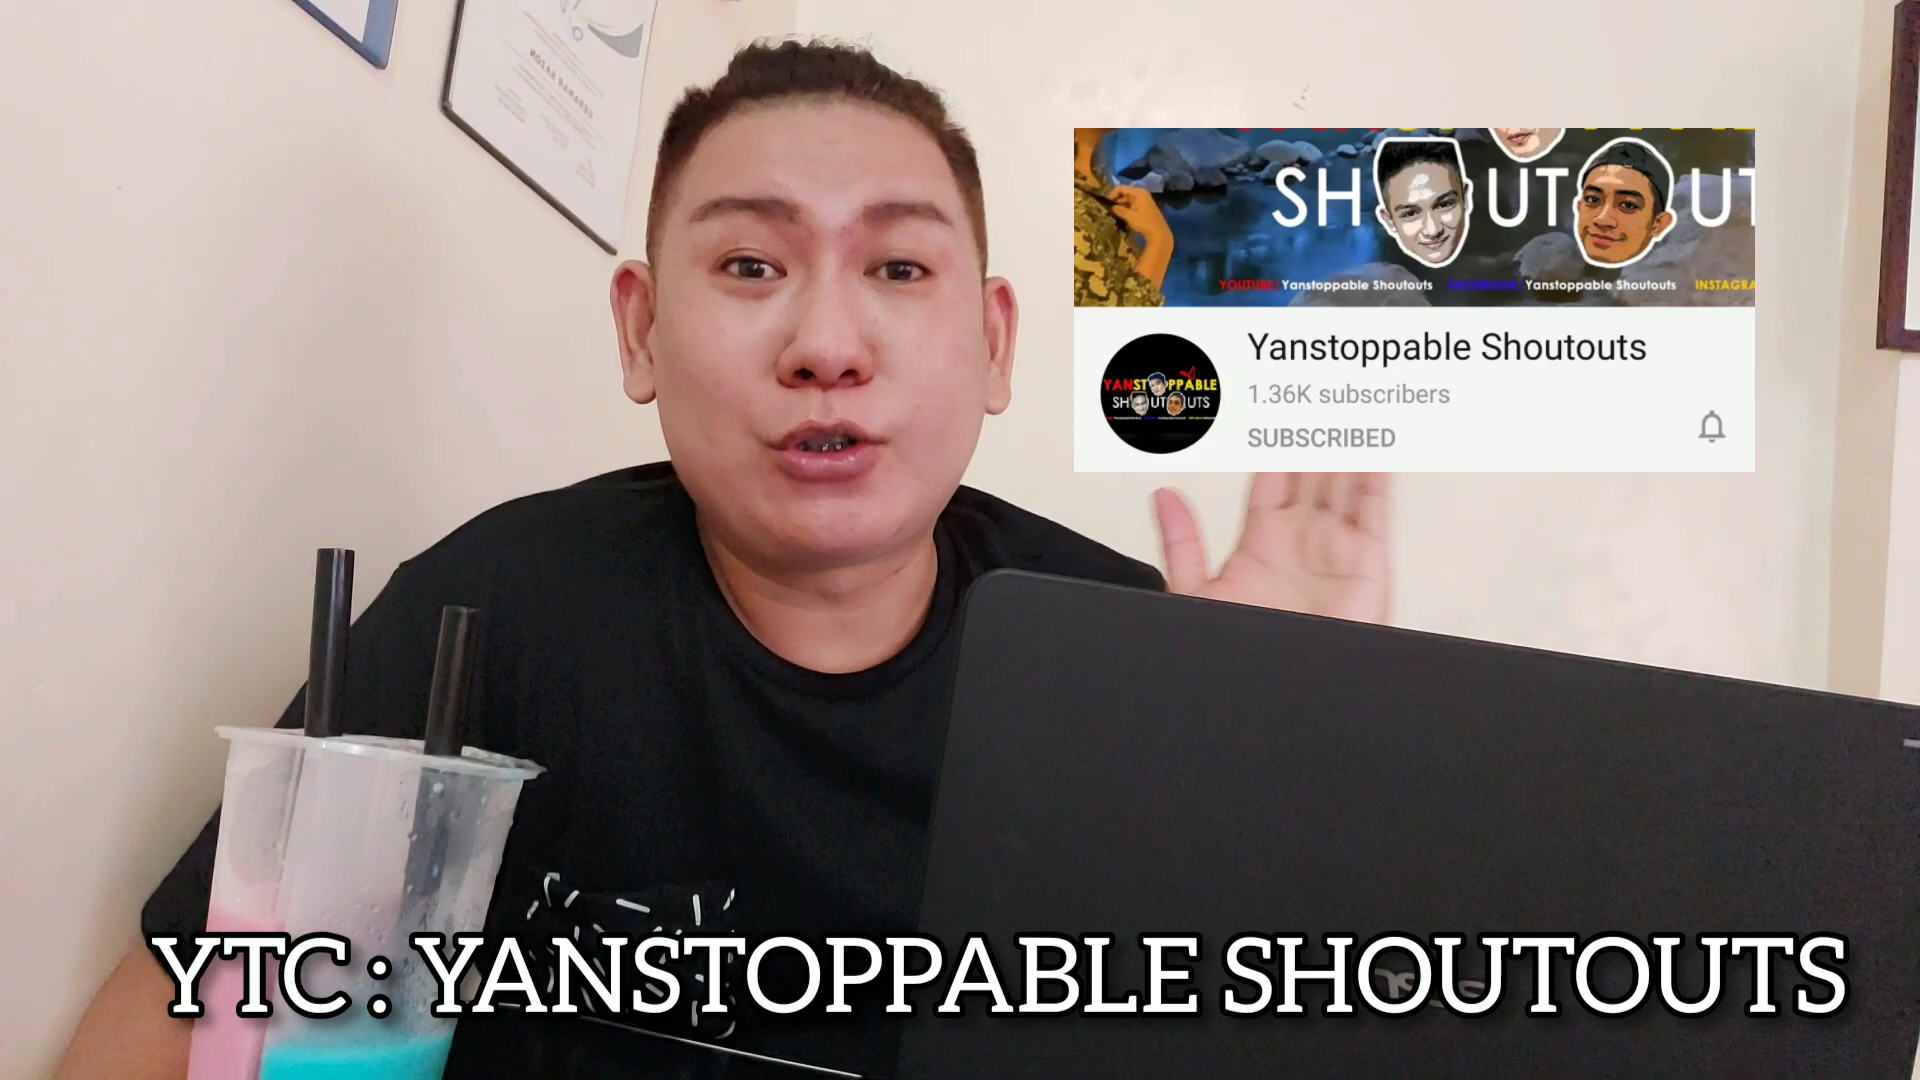 SH UT UT
YOUTUBE: Yanstoppable Shoutouts FACEBOOK: Yanstoppable Shoutouts INSTAGRA
YANST PPABLE
SH UT UTS
Yanstoppable Shoutouts
1.36K subscribers
SUBSCRIBED
YTC : YANSTOPPABLE SHOUTOUTS